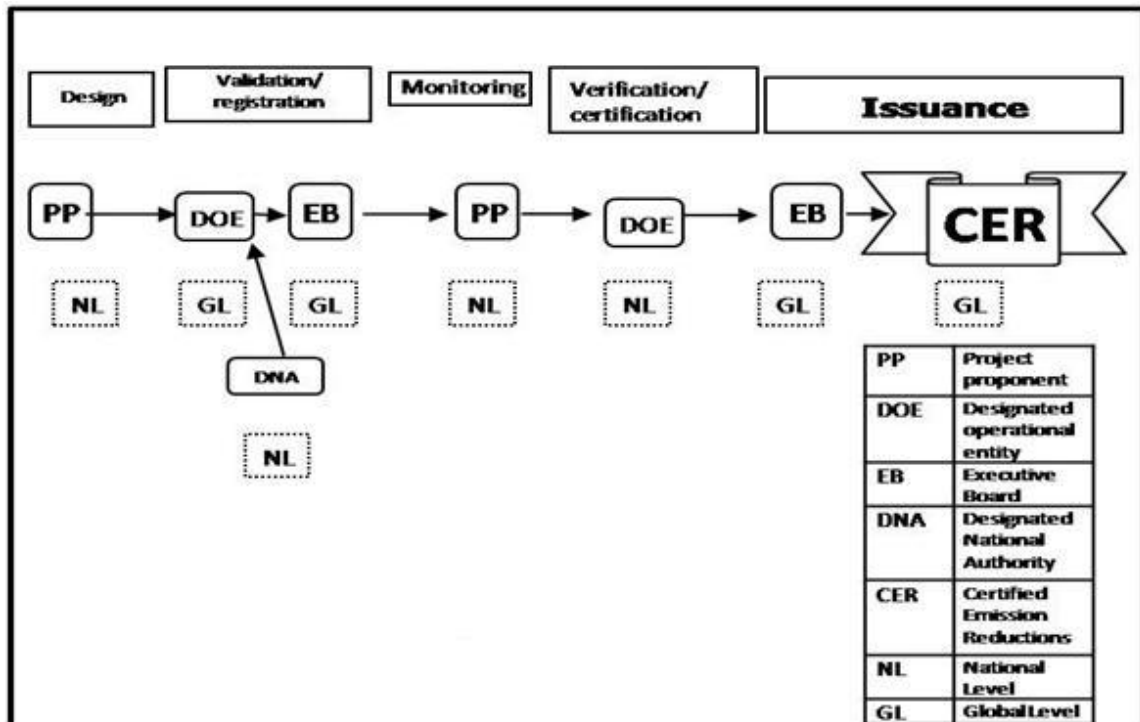 Design
Validation/
registration
Monitoring
Verification/
certification
Issuance
PP
DOE
EB
PP
DOE
EB
CER
NL
GL
GL
NL
NL
GL
GL
DNA
NL
PP Project
proponent
DOE Designated
operational
entity
EB Executive
Board
DNA Designated
National
Authority
CER Certified
Emission
Reductions
NL National
Level
GL Global Level